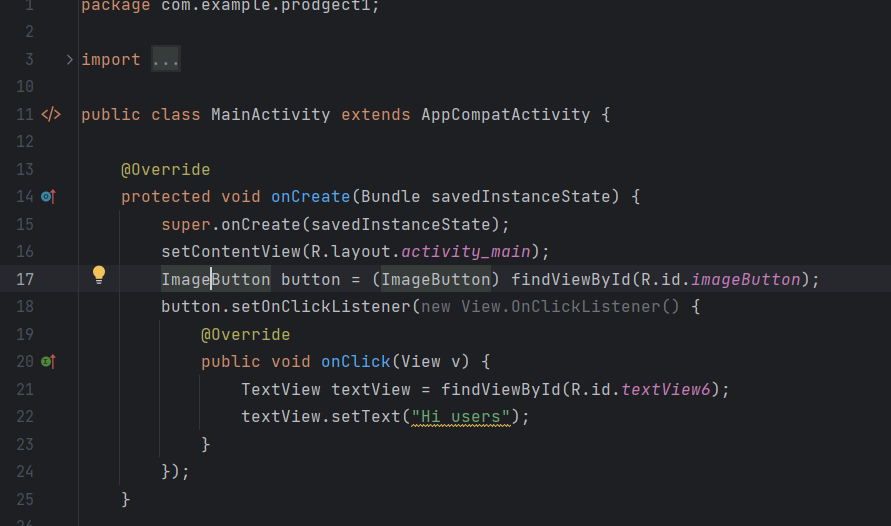 1 package com.example.prodgect1;
2
3 import ...
10
11 </> public class MainActivity extends AppCompatActivity {
12
13 @Override
14 protected void onCreate(Bundle savedInstanceState) {
15 super.onCreate(savedInstanceState);
16 setContentView(R.layout.activity_main);
17 ImageButton button = (ImageButton) findViewById(R.id.imageButton);
18 button.setOnClickListener(new View.OnClickListener() {
19 @Override
20 public void onClick(View v) {
21 TextView textView = findViewById(R.id.textView6);
22 textView.setText("Hi users");
23 }
24 });
25 }
26